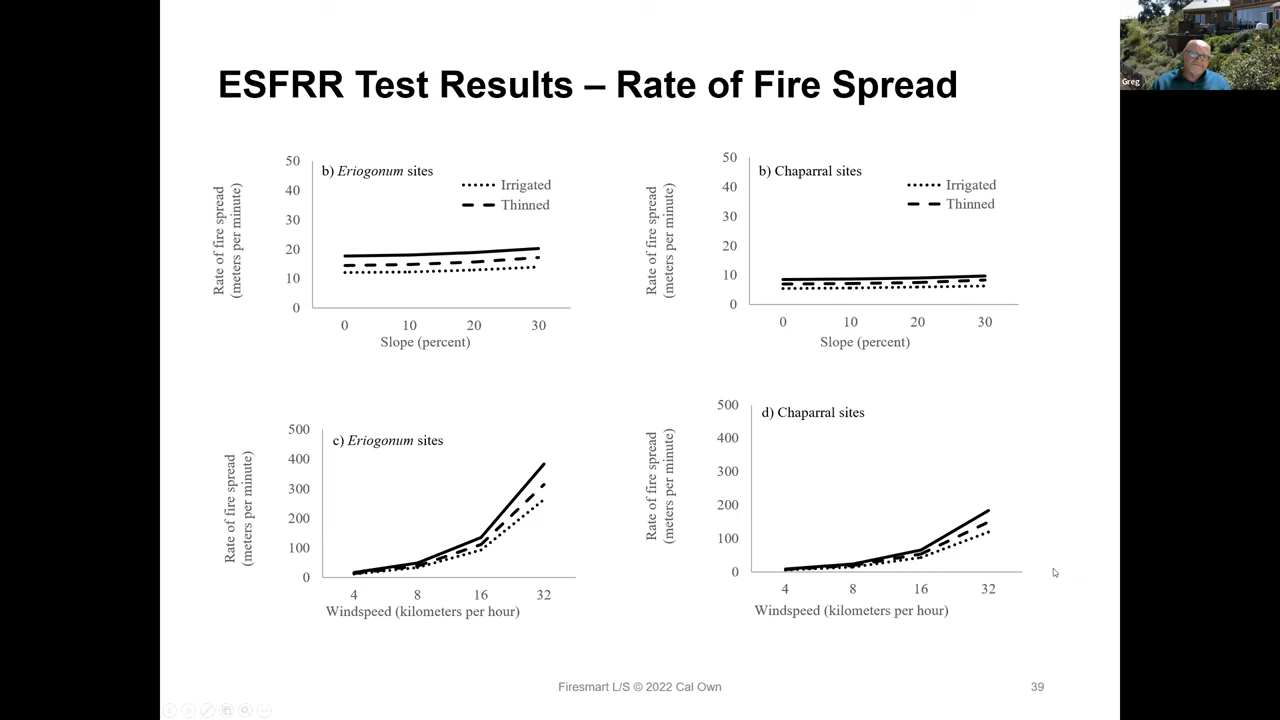 ESFRR Test Results – Rate of Fire Spread
Greg
b) Eriogonum sites
Irrigated
Thinned
50
40
30
20
10
0
Rate of fire spread
(meters per minute)
0 10 20 30
Slope (percent)
b) Chaparral sites
Irrigated
Thinned
50
40
30
20
10
0
Rate of fire spread
(meters per minute)
0 10 20 30
Slope (percent)
c) Eriogonum sites
500
400
300
200
100
0
Rate of fire spread
(meters per minute)
4 8 16 32
Windspeed (kilometers per hour)
d) Chaparral sites
500
400
300
200
100
0
Rate of fire spread
(meters per minute)
4 8 16 32
Windspeed (kilometers per hour)
Firesmart L/S © 2022 Cal Own
39